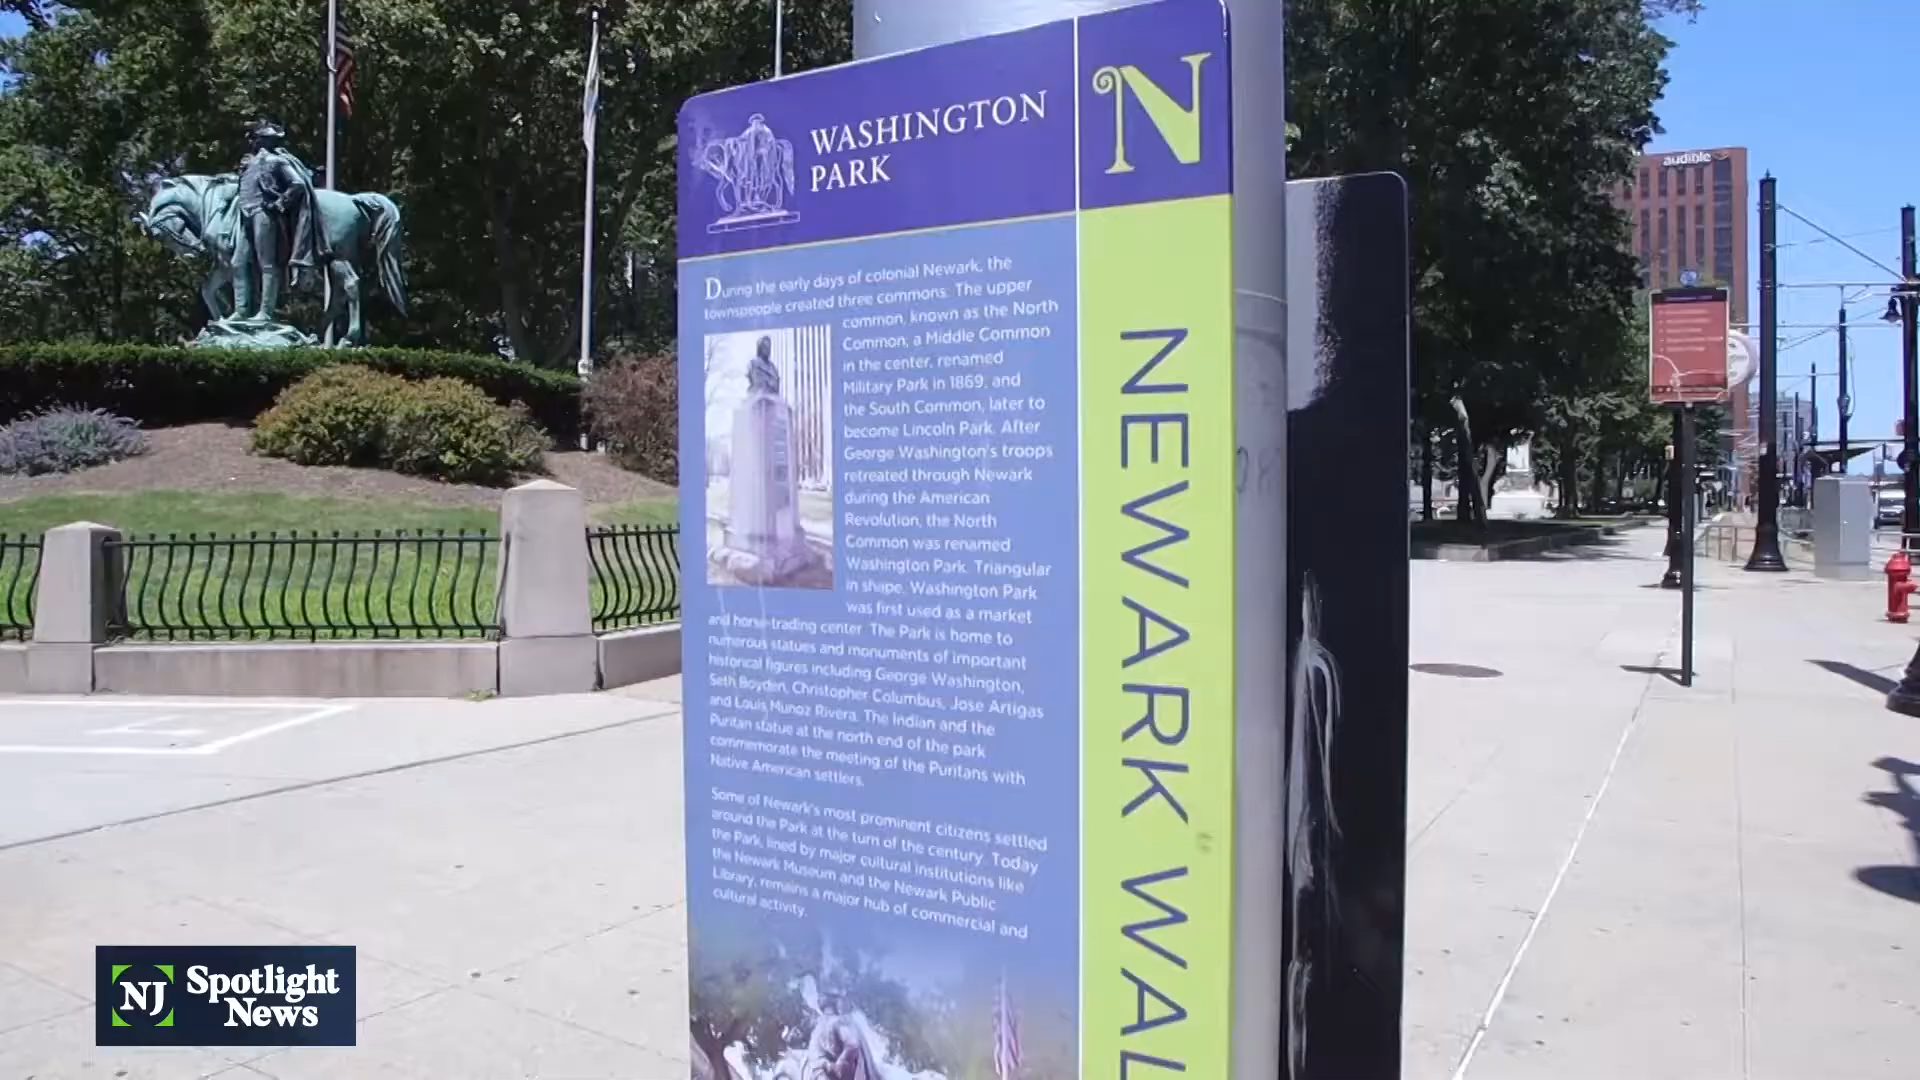 WASHINGTON
PARK
N
During the early days of colonial Newark, the
townspeople created three commons. The upper
common, known as the North
Common, a Middle Common
in the center, renamed
Military Park in 1869, and
the South Common, later to
become Lincoln Park. After
George Washington's troops
retreated through Newark
during the American
Revolution, the North
Common was renamed
Washington Park. Triangular
in shape, Washington Park
was first used as a market
and horse-trading center. The Park is home to
numerous statues and monuments of important
historical figures including George Washington,
Seth Boyden, Christopher Columbus, Jose Artigas
and Louis Munoz Rivera. The Indian and the
Puritan statue at the north end of the park
commemorate the meeting of the Puritans with
Native American settlers.
Some of Newark's most prominent citizens settled
around the Park at the turn of the century. Today
the Park, lined by major cultural institutions like
the Newark Museum and the Newark Public
Library, remains a major hub of commercial and
cultural activity.
NEWARK WAL
audible
NJ Spotlight
News